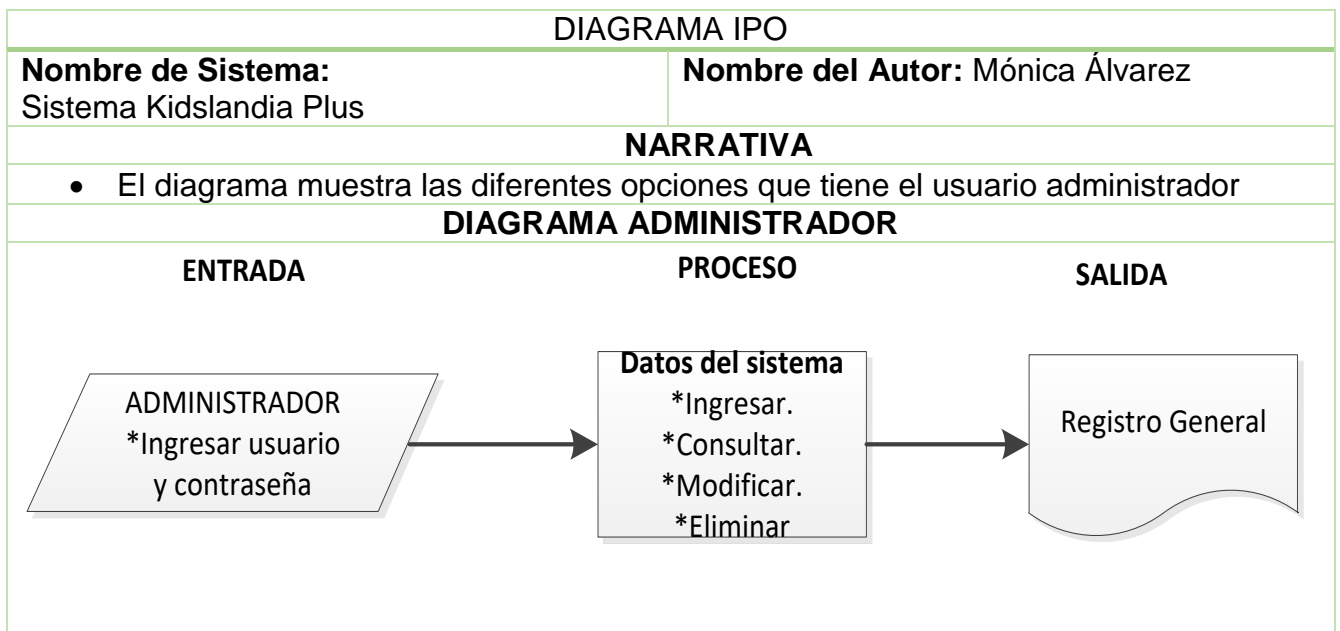 DIAGRAMA IPO
Nombre de Sistema:
Sistema Kidslandia Plus
Nombre del Autor: Mónica Álvarez
NARRATIVA
• El diagrama muestra las diferentes opciones que tiene el usuario administrador
DIAGRAMA ADMINISTRADOR
ENTRADA
PROCESO
SALIDA
ADMINISTRADOR
*Ingresar usuario
y contraseña
Datos del sistema
*Ingresar.
*Consultar.
*Modificar.
*Eliminar
Registro General